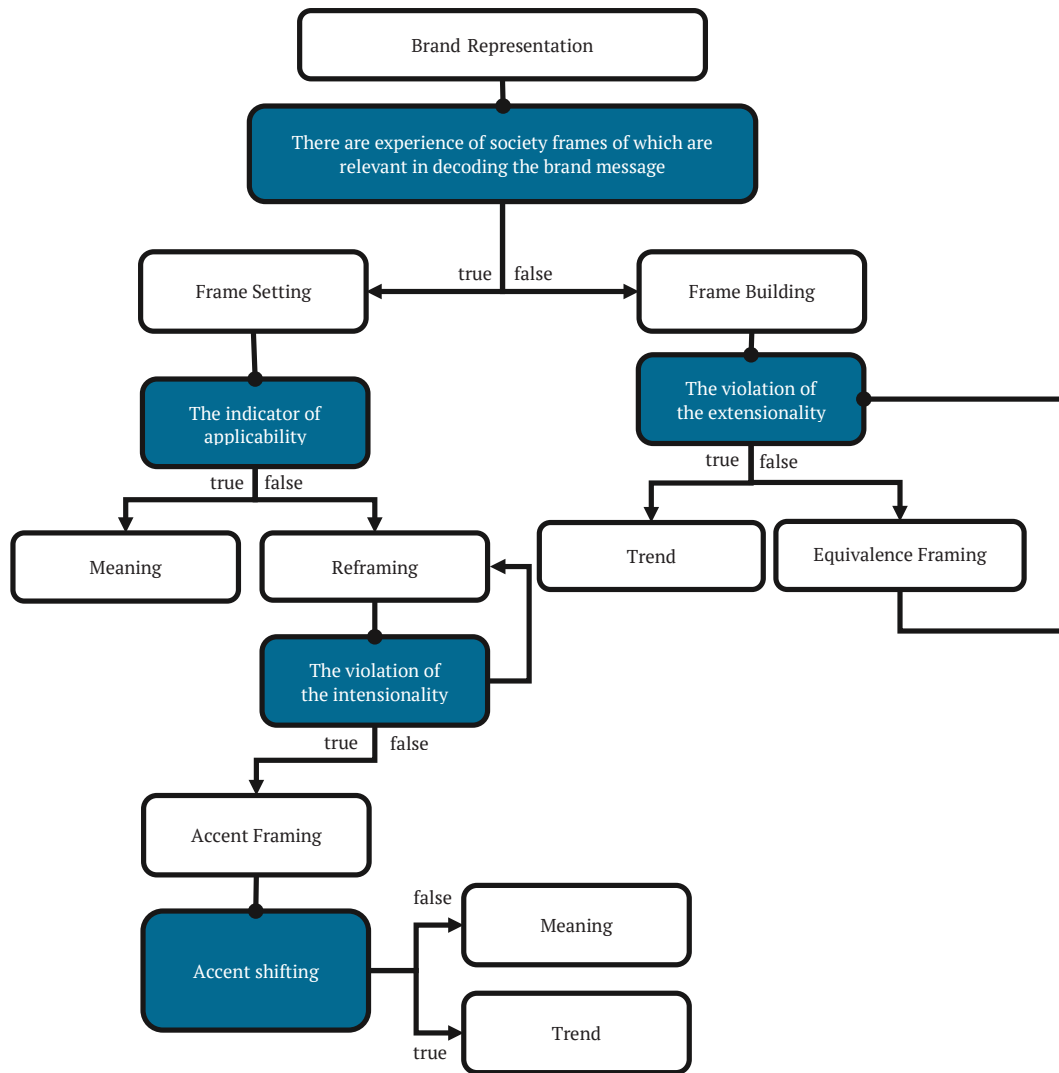 Brand Representation
There are experience of society frames of which are
relevant in decoding the brand message
true false
Frame Setting
Frame Building
The indicator of
applicability
The violation of
the extensionality
true false
true false
Meaning
Reframing
Trend
Equivalence Framing
The violation of
the intensionality
true false
Accent Framing
false
Meaning
Accent shifting
Trend
true